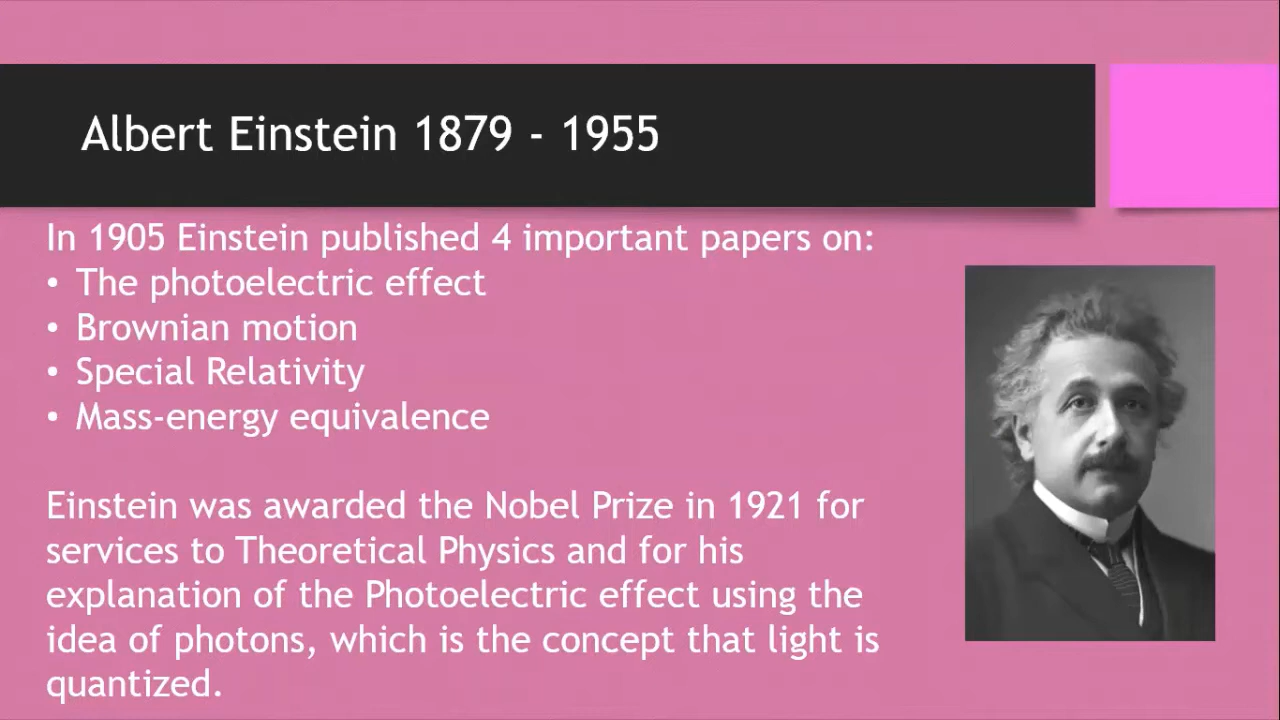 Albert Einstein 1879 - 1955
In 1905 Einstein published 4 important papers on:
• The photoelectric effect
• Brownian motion
• Special Relativity
• Mass-energy equivalence
Einstein was awarded the Nobel Prize in 1921 for
services to Theoretical Physics and for his
explanation of the Photoelectric effect using the
idea of photons, which is the concept that light is
quantized.